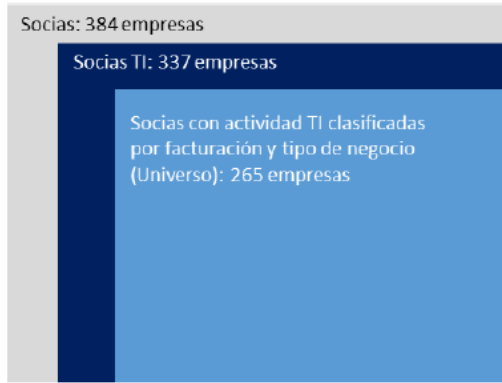 Socias: 384 empresas
Socias TI: 337 empresas
Socias con actividad TI clasificadas
por facturación y tipo de negocio
(Universo): 265 empresas